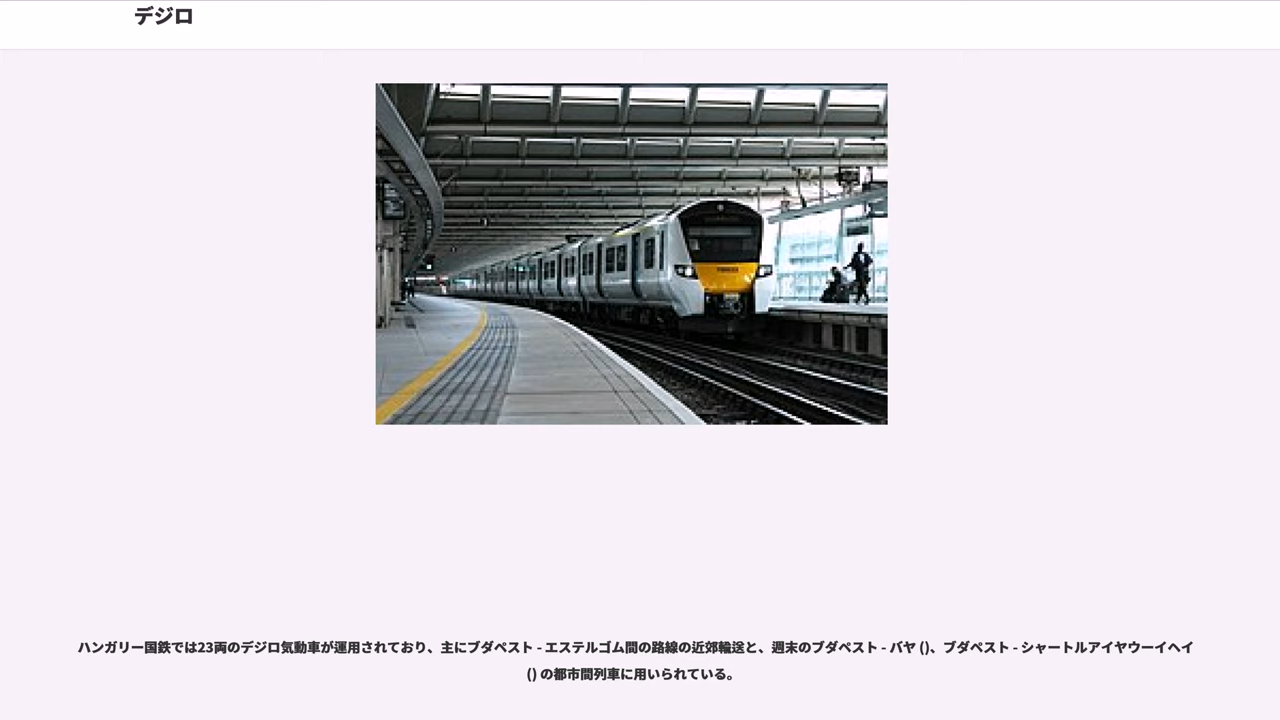 デジロ
ハンガリー国鉄では23両のデジロ気動車が運用されており、主にブダペスト - エステルゴム間の路線の近郊輸送と、週末のブダペスト - バヤ ()、ブダペスト - シャートルアイヤウーイヘイ
() の都市間列車に用いられている。